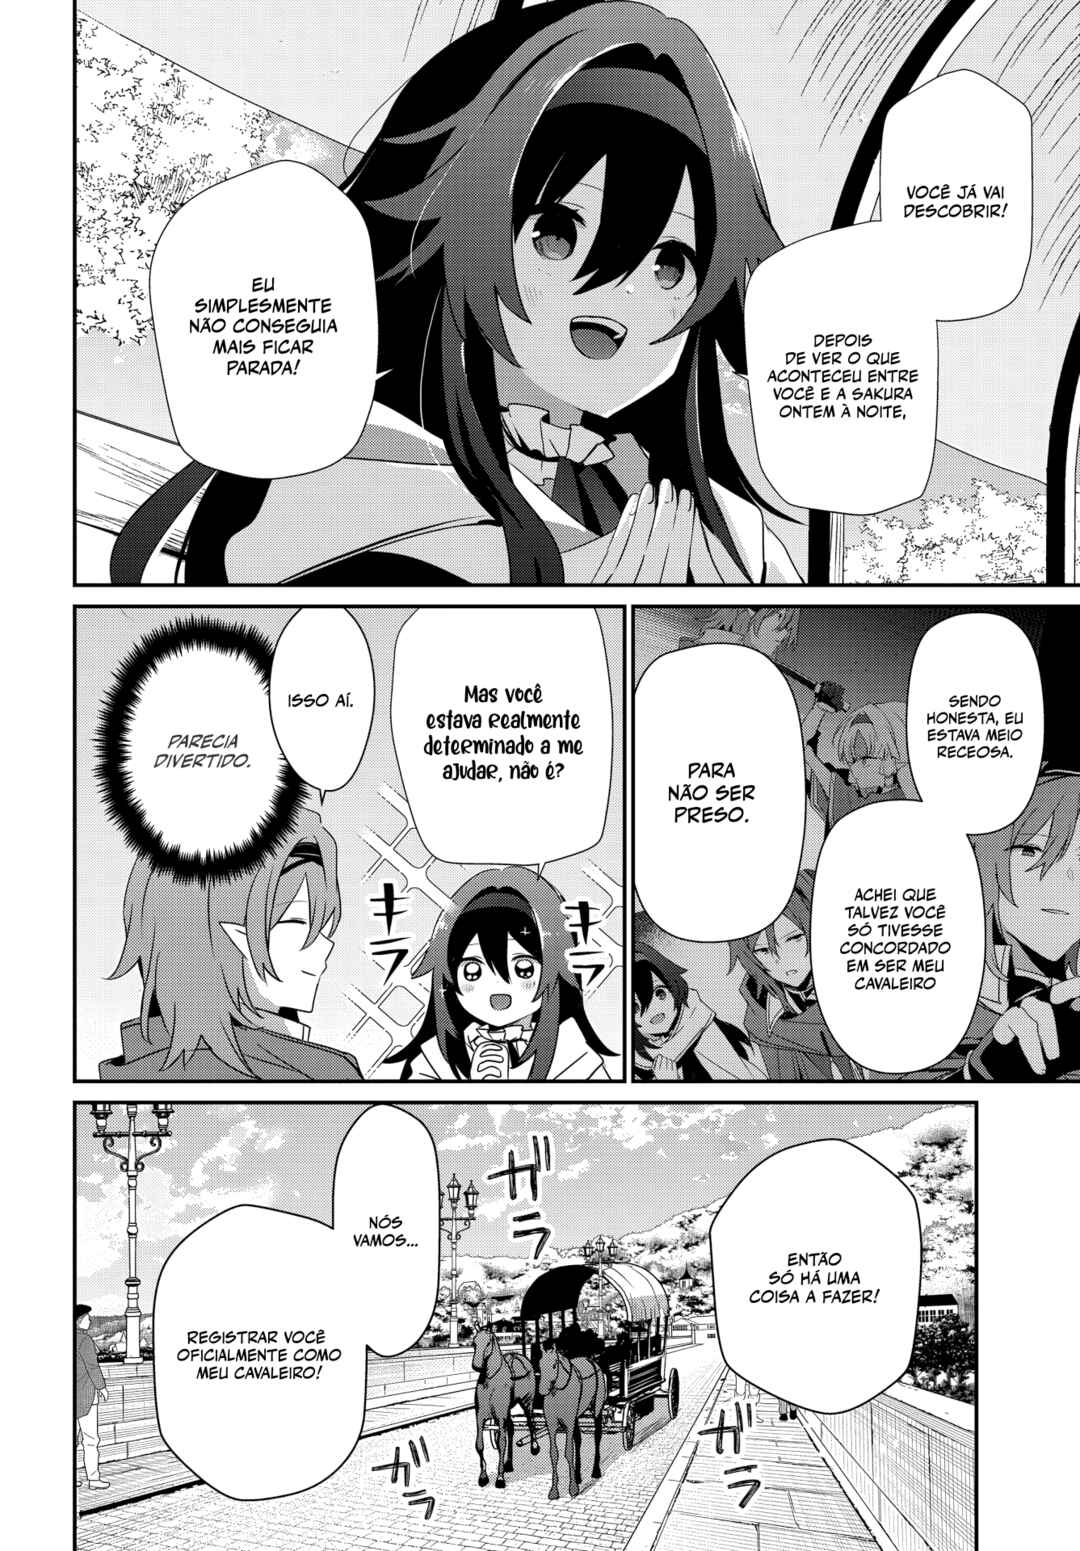 VOCÊ JÁ VAI
DESCOBRIR!
DEPOIS
DE VER O QUE
ACONTECEU ENTRE
VOCÊ E A SAKURA
ONTEM À NOITE,
EU
SIMPLESMENTE
NÃO CONSEGUIA
MAIS FICAR
PARADA!
SENDO
HONESTA, EU
ESTAVA MEIO
RECEOSA.
ACHEI QUE
TALVEZ VOCÊ
SÓ TIVESSE
CONCORDADO
EM SER MEU
CAVALEIRO
PARA
NÃO SER
PRESO.
Mas você
estava realmente
determinado a me
ajudar, não é?
ISSO AÍ.
PARECIA
DIVERTIDO.
キラ
キラ
ENTÃO
SÓ HÁ UMA
COISA A FAZER!
NÓS
VAMOS...
REGISTRAR VOCÊ
OFICIALMENTE COMO
MEU CAVALEIRO!
ガラ
ガラ
ガラ